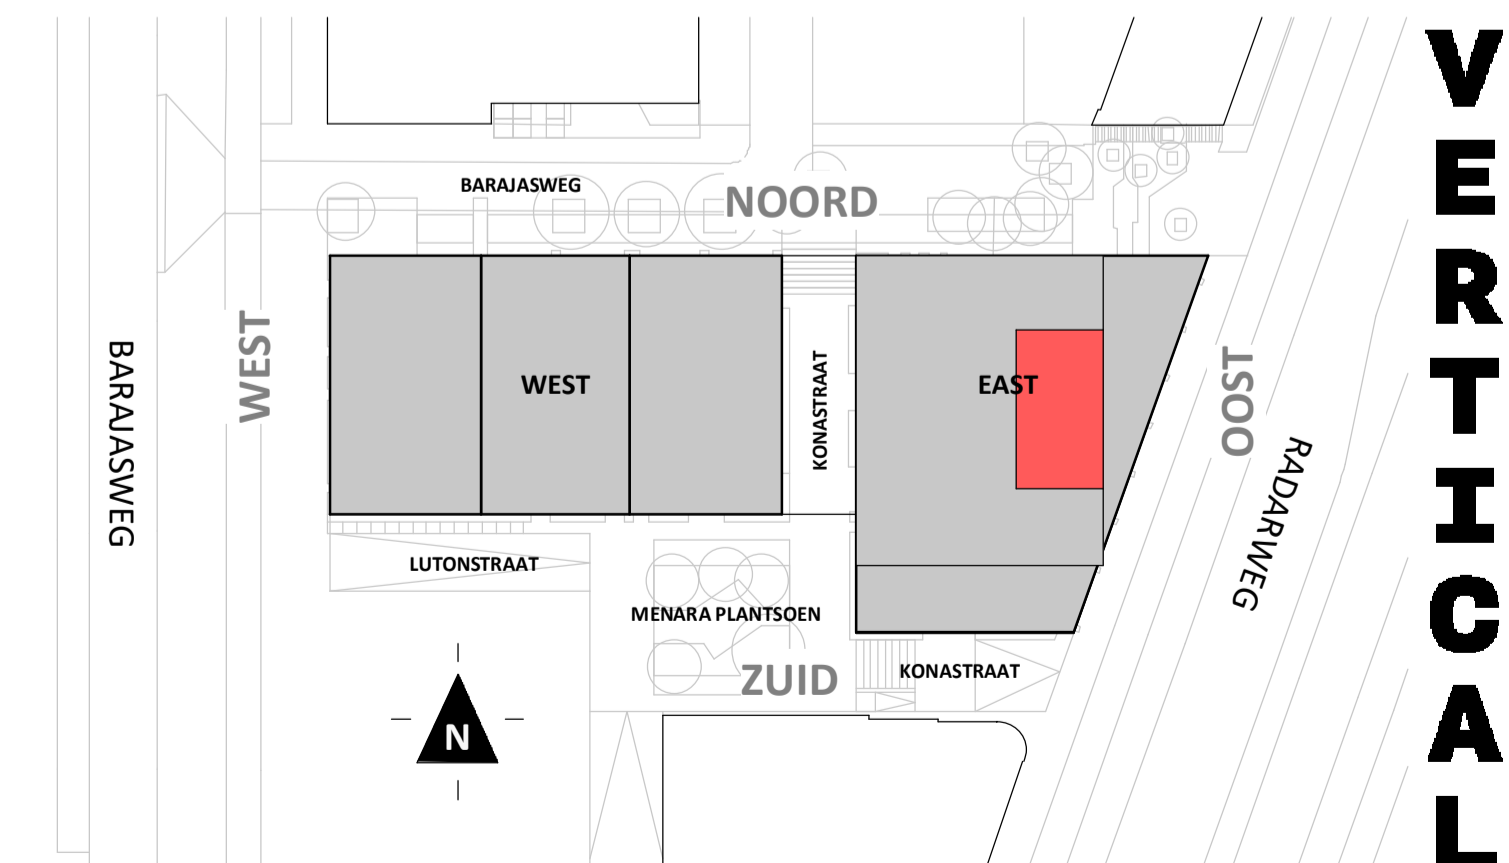 BARAJASWEG
NOORD
WEST
BARAJASWEG
WEST
KONASTRAAT
EAST
OOST
RADARWEG
LUTONSTRAAT
MENARA PLANTSOEN
ZUID
KONASTRAAT
N
VERTICAL